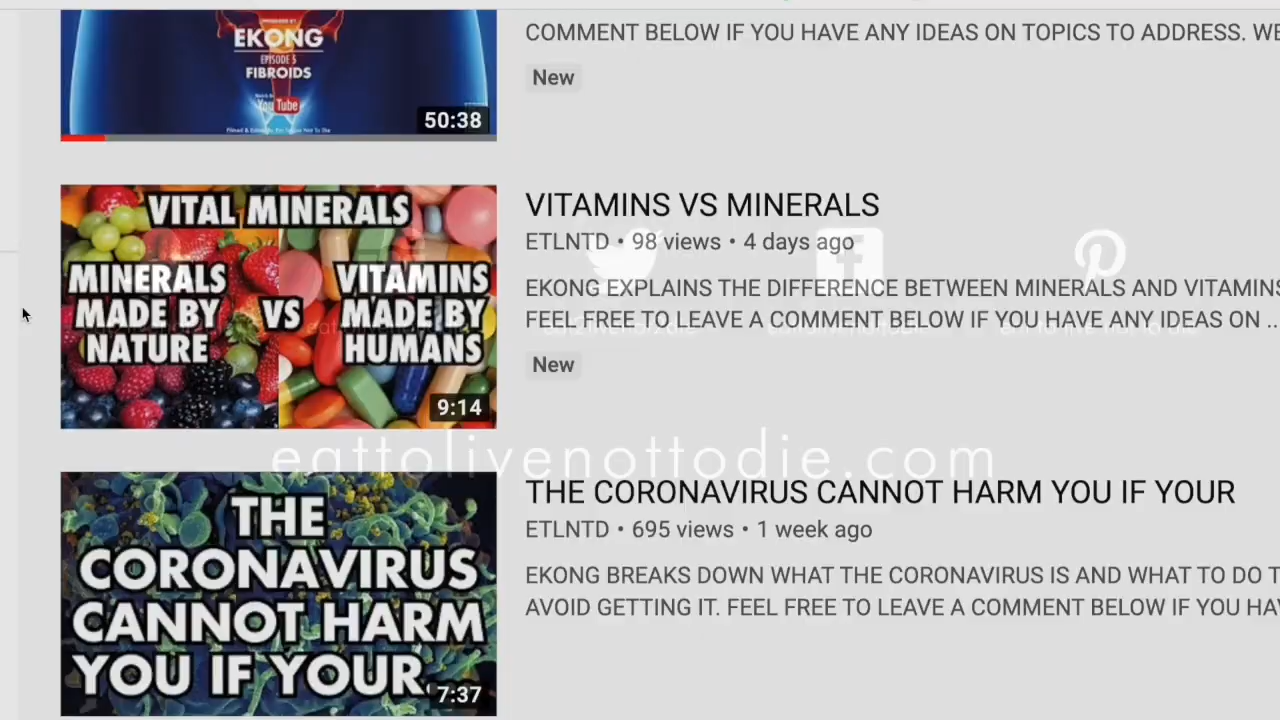 PRESENTED BY
EKONG
EPISODE 5
FIBROIDS
Watch On
YouTube
50:38
COMMENT BELOW IF YOU HAVE ANY IDEAS ON TOPICS TO ADDRESS. WE
New
VITAL MINERALS
MINERALS
MADE BY
NATURE
VS
VITAMINS
MADE BY
HUMANS
9:14
VITAMINS VS MINERALS
ETLNTD • 98 views • 4 days ago
EKONG EXPLAINS THE DIFFERENCE BETWEEN MINERALS AND VITAMINS
FEEL FREE TO LEAVE A COMMENT BELOW IF YOU HAVE ANY IDEAS ON ...
New
eattolivenottodie.com
THE
CORONAVIRUS
CANNOT HARM
YOU IF YOUR
7:37
THE CORONAVIRUS CANNOT HARM YOU IF YOUR
ETLNTD • 695 views • 1 week ago
EKONG BREAKS DOWN WHAT THE CORONAVIRUS IS AND WHAT TO DO T
AVOID GETTING IT. FEEL FREE TO LEAVE A COMMENT BELOW IF YOU HA